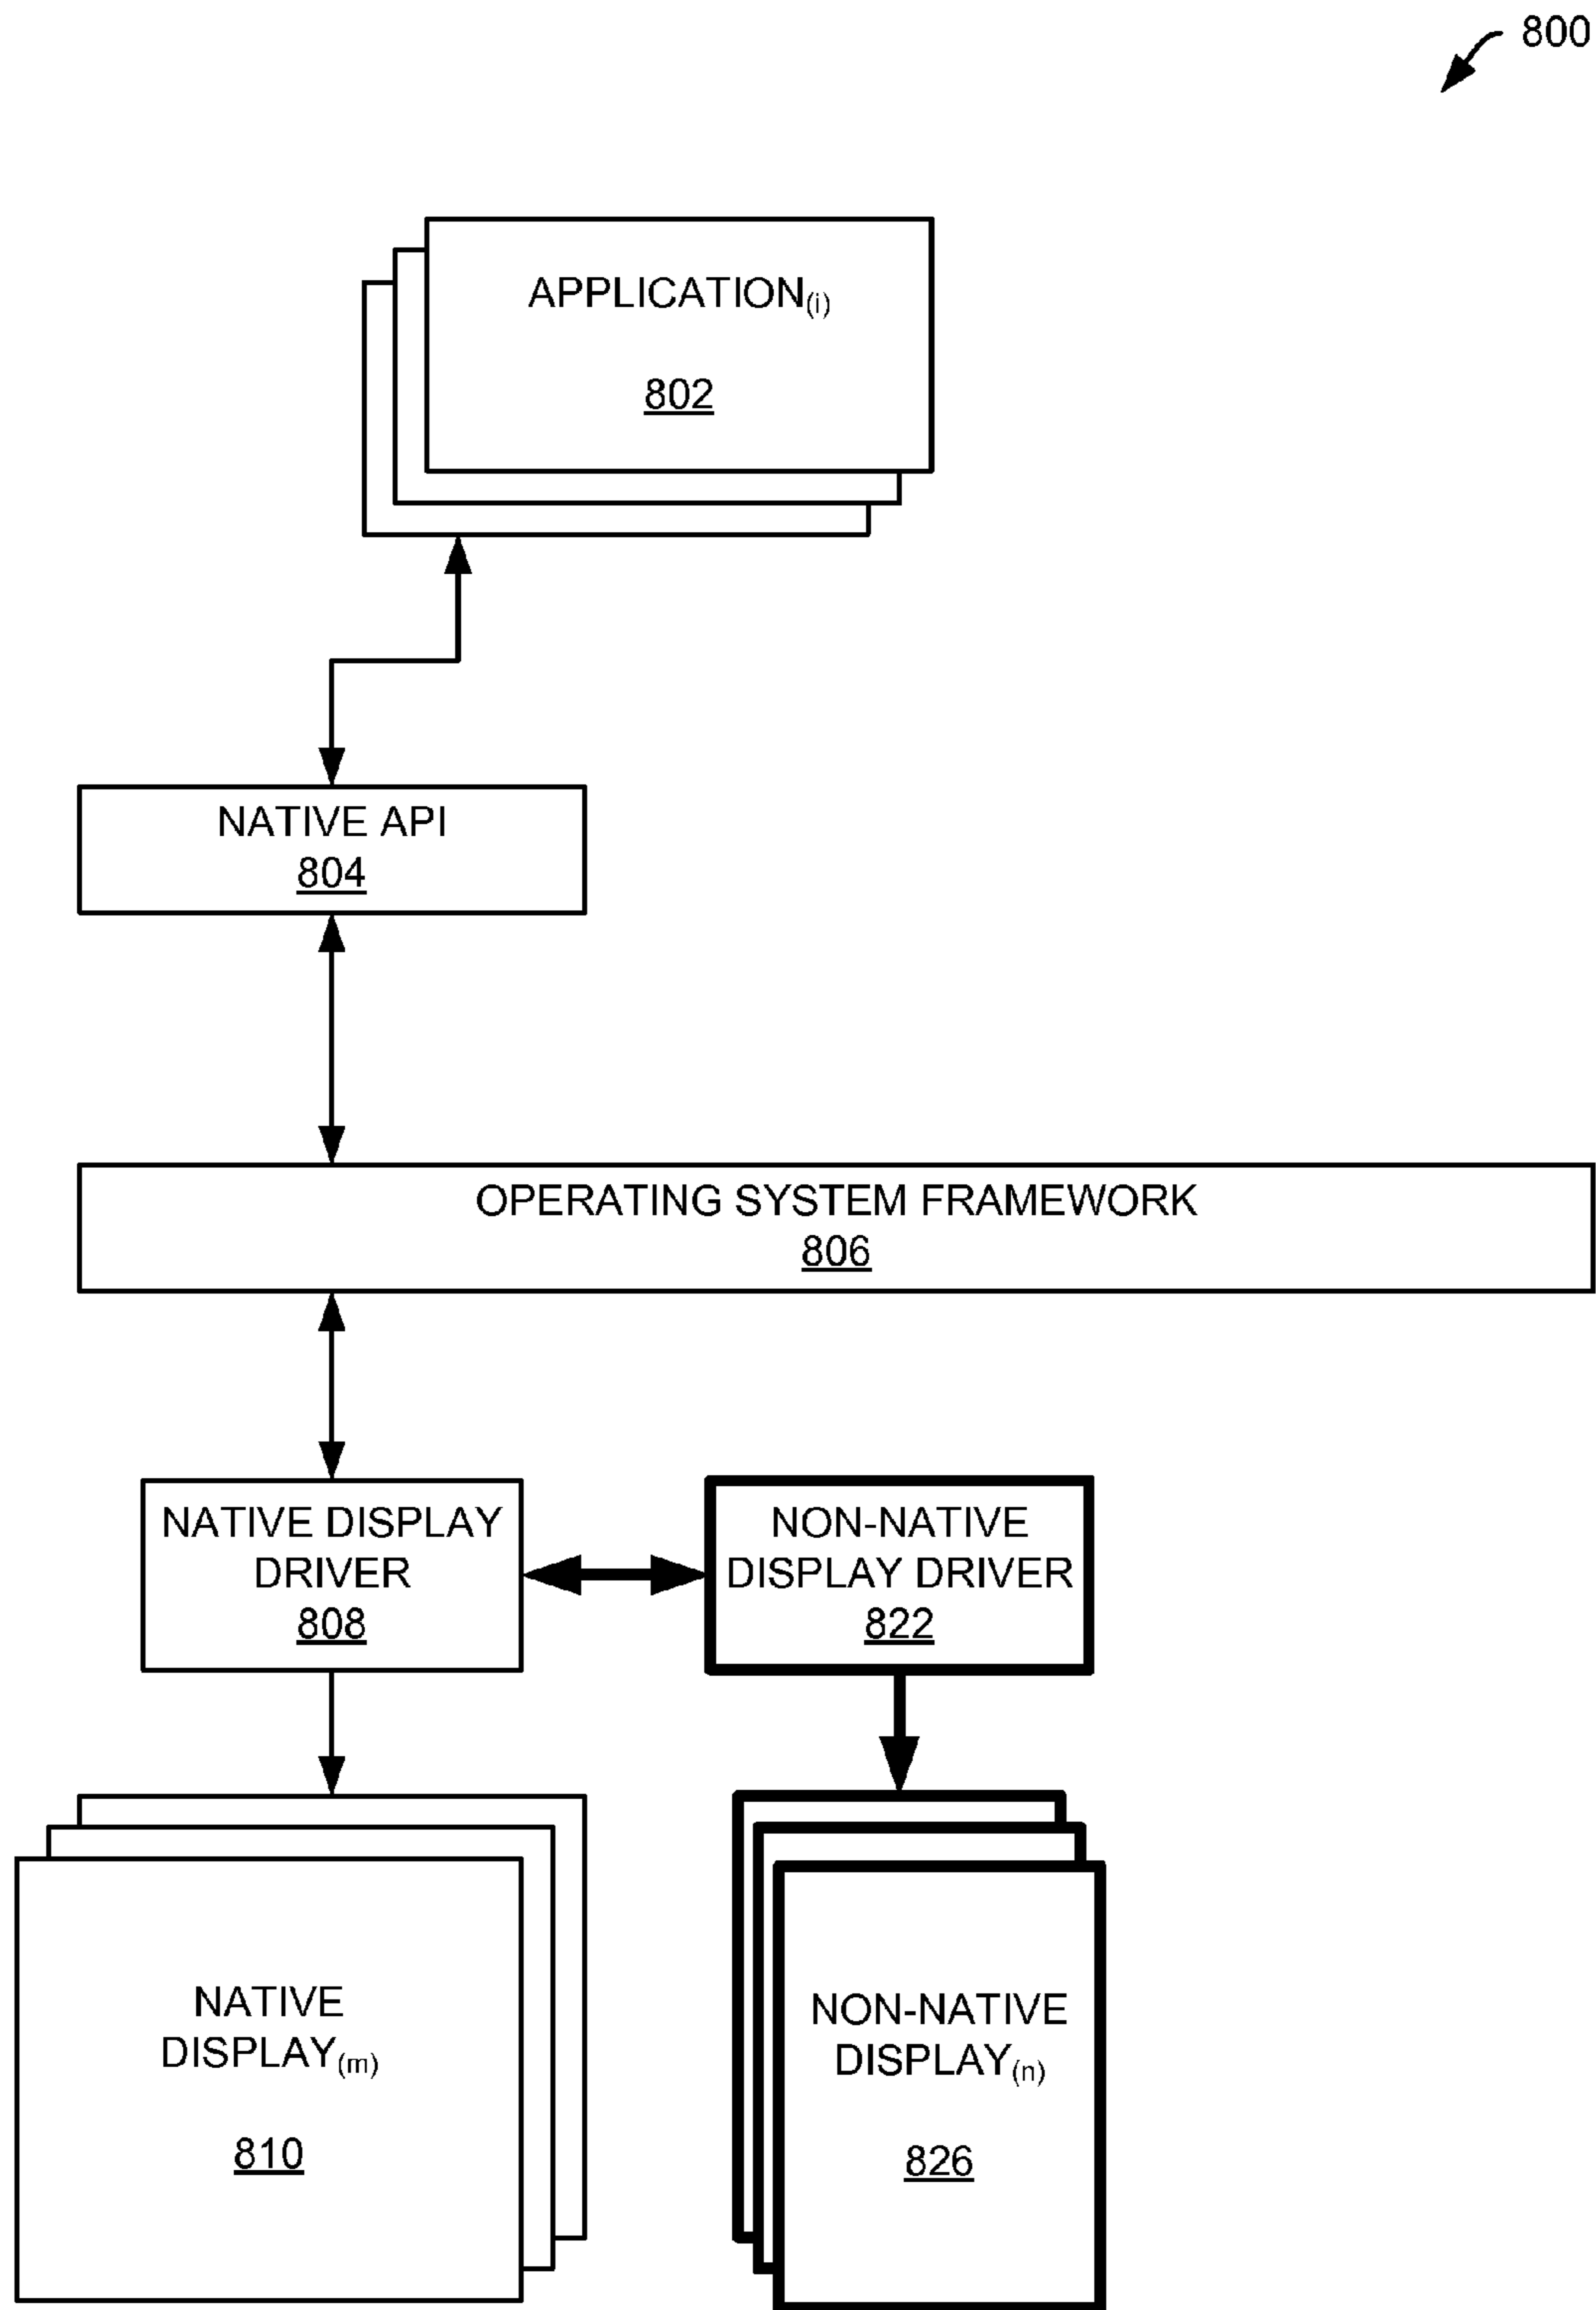 800
APPLICATION(i)
802
NATIVE API
804
OPERATING SYSTEM FRAMEWORK
806
NATIVE DISPLAY
DRIVER
808
NON-NATIVE
DISPLAY DRIVER
822
NATIVE
DISPLAY(m)
810
NON-NATIVE
DISPLAY(n)
826